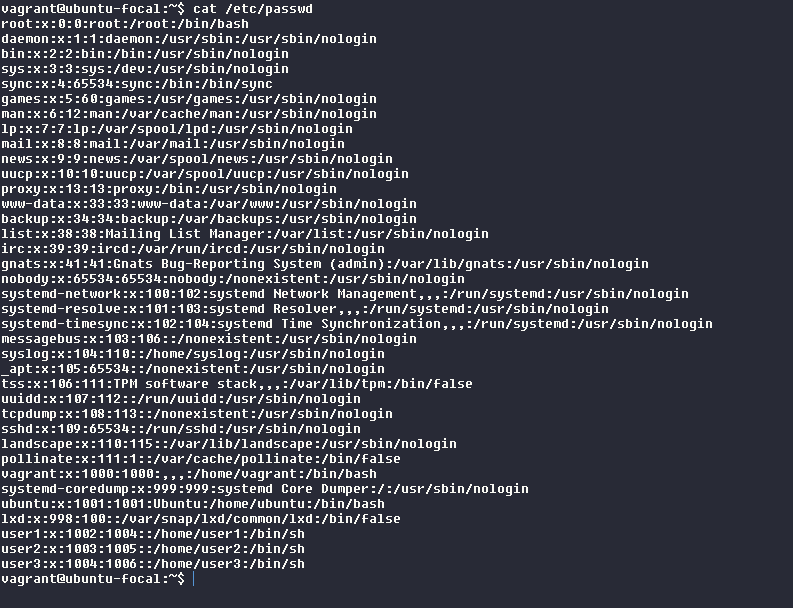 vagrant@ubuntu-focal:~$ cat /etc/passwd
root:x:0:0:root:/root:/bin/bash
daemon:x:1:1:daemon:/usr/sbin:/usr/sbin/nologin
bin:x:2:2:bin:/bin:/usr/sbin/nologin
sys:x:3:3:sys:/dev:/usr/sbin/nologin
sync:x:4:65534:sync:/bin:/bin/sync
games:x:5:60:games:/usr/games:/usr/sbin/nologin
man:x:6:12:man:/var/cache/man:/usr/sbin/nologin
lp:x:7:7:lp:/var/spool/lpd:/usr/sbin/nologin
mail:x:8:8:mail:/var/mail:/usr/sbin/nologin
news:x:9:9:news:/var/spool/news:/usr/sbin/nologin
uucp:x:10:10:uucp:/var/spool/uucp:/usr/sbin/nologin
proxy:x:13:13:proxy:/bin:/usr/sbin/nologin
www-data:x:33:33:www-data:/var/www:/usr/sbin/nologin
backup:x:34:34:backup:/var/backups:/usr/sbin/nologin
list:x:38:38:Mailing List Manager:/var/list:/usr/sbin/nologin
irc:x:39:39:ircd:/var/run/ircd:/usr/sbin/nologin
gnats:x:41:41:Gnats Bug-Reporting System (admin):/var/lib/gnats:/usr/sbin/nologin
nobody:x:65534:65534:nobody:/nonexistent:/usr/sbin/nologin
systemd-network:x:100:102:systemd Network Management,,,:/run/systemd:/usr/sbin/nologin
systemd-resolve:x:101:103:systemd Resolver,,,:/run/systemd:/usr/sbin/nologin
systemd-timesync:x:102:104:systemd Time Synchronization,,,:/run/systemd:/usr/sbin/nologin
messagebus:x:103:106::/nonexistent:/usr/sbin/nologin
syslog:x:104:110::/home/syslog:/usr/sbin/nologin
_apt:x:105:65534::/nonexistent:/usr/sbin/nologin
tss:x:106:111:TPM software stack,,,:/var/lib/tpm:/bin/false
uuidd:x:107:112::/run/uuidd:/usr/sbin/nologin
tcpdump:x:108:113::/nonexistent:/usr/sbin/nologin
sshd:x:109:65534::/run/sshd:/usr/sbin/nologin
landscape:x:110:115::/var/lib/landscape:/usr/sbin/nologin
pollinate:x:111:1::/var/cache/pollinate:/bin/false
vagrant:x:1000:1000:,,,:/home/vagrant:/bin/bash
systemd-coredump:x:999:999:systemd Core Dumper:/:/usr/sbin/nologin
ubuntu:x:1001:1001:Ubuntu:/home/ubuntu:/bin/bash
lxd:x:998:100::/var/snap/lxd/common/lxd:/bin/false
user1:x:1002:1004::/home/user1:/bin/sh
user2:x:1003:1005::/home/user2:/bin/sh
user3:x:1004:1006::/home/user3:/bin/sh
vagrant@ubuntu-focal:~$